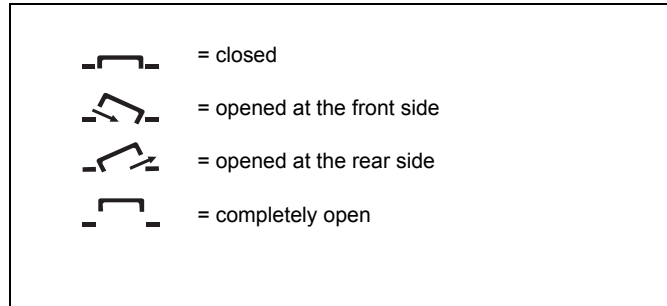 = closed
= opened at the front side
= opened at the rear side
= completely open